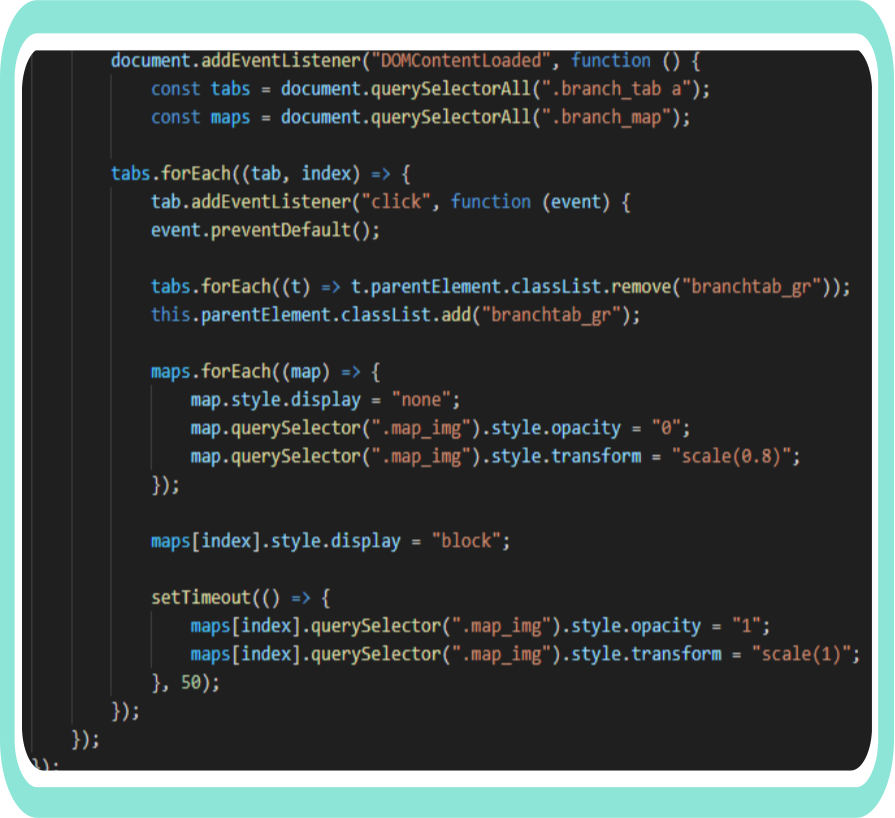 document.addEventListener("DOMContentLoaded", function () {
const tabs = document.querySelectorAll(".branch_tab a");
const maps = document.querySelectorAll(".branch_map");
tabs.forEach((tab, index) => {
tab.addEventListener("click", function (event) {
event.preventDefault();
tabs.forEach((t) => t.parentElement.classList.remove("branchtab_gr"));
this.parentElement.classList.add("branchtab_gr");
maps.forEach((map) => {
map.style.display = "none";
map.querySelector(".map_img").style.opacity = "0";
map.querySelector(".map_img").style.transform = "scale(0.8)";
});
maps[index].style.display = "block";
setTimeout(() => {
maps[index].querySelector(".map_img").style.opacity = "1";
maps[index].querySelector(".map_img").style.transform = "scale(1)";
}, 50);
});
});
});